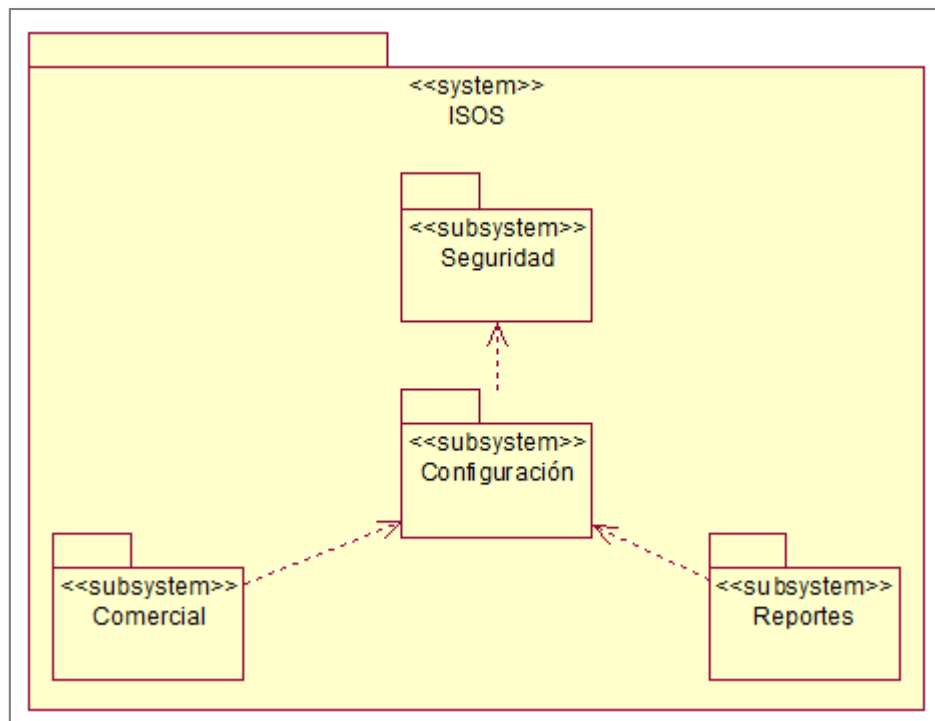 <<system>>
ISOS
<<subsystem>>
Seguridad
<<subsystem>>
Configuración
<<subsystem>>
Comercial
<<subsystem>>
Reportes